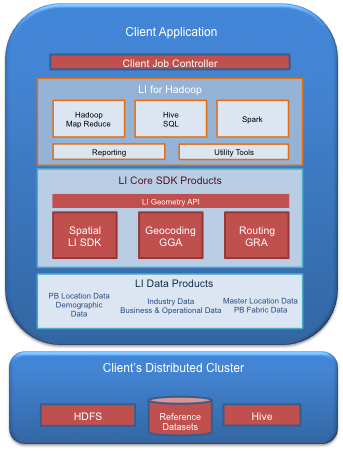 Client Application
Client Job Controller
LI for Hadoop
Hadoop
Map Reduce
Hive
SQL
Spark
Reporting
Utility Tools
LI Core SDK Products
LI Geometry API
Spatial
LI SDK
Geocoding
GGA
Routing
GRA
LI Data Products
PB Location Data
Demographic
Data
Industry Data
Business & Operational Data
Master Location Data
PB Fabric Data
Client's Distributed Cluster
HDFS
Reference
Datasets
Hive